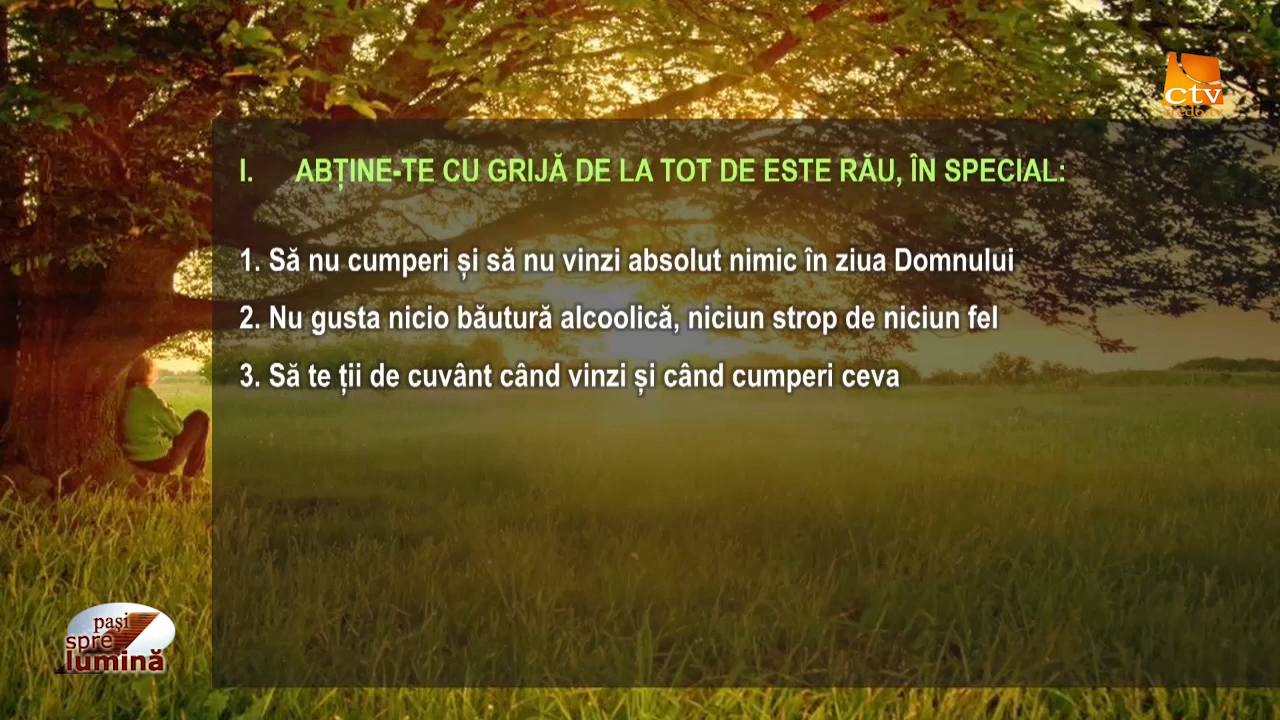 ctv
I. ABȚINE-TE CU GRIJĂ DE LA TOT DE ESTE RĂU, ÎN SPECIAL:
1. Să nu cumperi și să nu vinzi absolut nimic în ziua Domnului
2. Nu gusta nicio băutură alcoolică, niciun strop de niciun fel
3. Să te ții de cuvânt când vinzi și când cumperi ceva
pași
spre
lumină